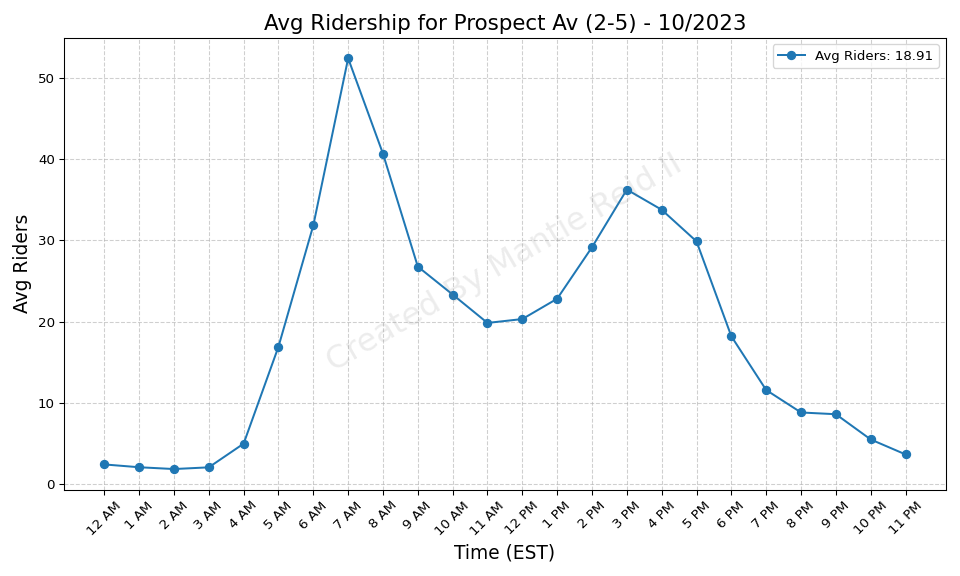 Avg Ridership for Prospect Av (2-5) - 10/2023
Avg Riders: 18.91
Avg Riders
50
40
30
20
10
0
Created By Mantle Reid II
12 AM
1 AM
2 AM
3 AM
4 AM
5 AM
6 AM
7 AM
8 AM
9 AM
10 AM
11 AM
12 PM
1 PM
2 PM
3 PM
4 PM
5 PM
6 PM
7 PM
8 PM
9 PM
10 PM
11 PM
Time (EST)